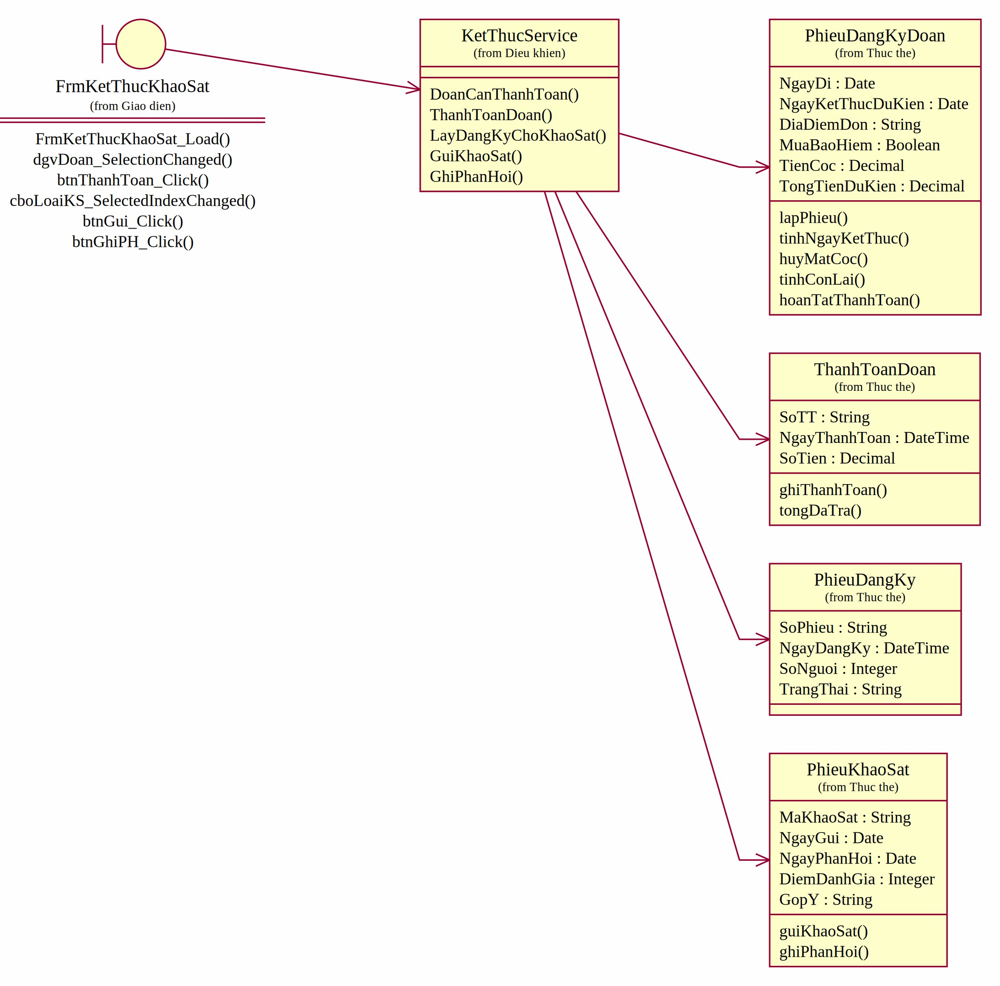 FrmKetThucKhaoSat
(from Giao dien)
FrmKetThucKhaoSat_Load()
dgvDoan_SelectionChanged()
btnThanhToan_Click()
cboLoaiKS_SelectedIndexChanged()
btnGui_Click()
btnGhiPH_Click()
KetThucService
(from Dieu khien)
DoanCanThanhToan()
ThanhToanDoan()
LayDangKyChoKhaoSat()
GuiKhaoSat()
GhiPhanHoi()
PhieuDangKyDoan
(from Thuc the)
NgayDi : Date
NgayKetThucDuKien : Date
DiaDiemDon : String
MuaBaoHiem : Boolean
TienCoc : Decimal
TongTienDuKien : Decimal
lapPhieu()
tinhNgayKetThuc()
huyMatCoc()
tinhConLai()
hoanTatThanhToan()
ThanhToanDoan
(from Thuc the)
SoTT : String
NgayThanhToan : DateTime
SoTien : Decimal
ghiThanhToan()
tongDaTra()
PhieuDangKy
(from Thuc the)
SoPhieu : String
NgayDangKy : DateTime
SoNguoi : Integer
TrangThai : String
PhieuKhaoSat
(from Thuc the)
MaKhaoSat : String
NgayGui : Date
NgayPhanHoi : Date
DiemDanhGia : Integer
GopY : String
guiKhaoSat()
ghiPhanHoi()